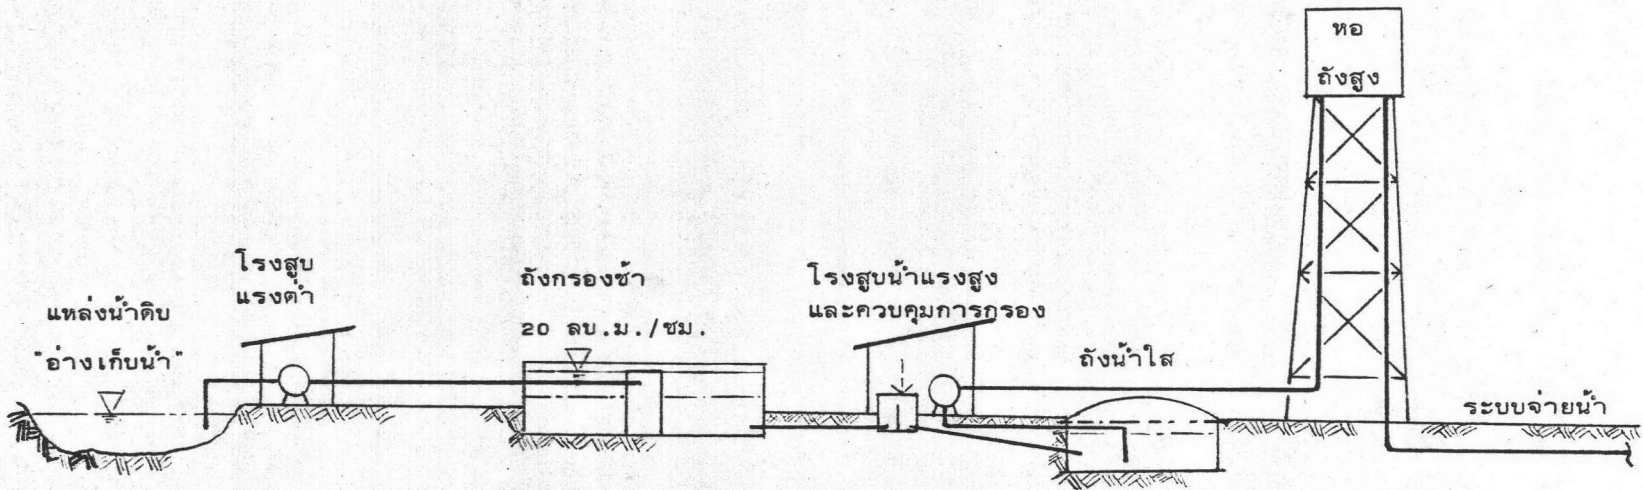 หอ
ถังสูง
โรงสูบ
แรงต่ำ
แหล่งน้ำดิบ
"อ่างเก็บน้ำ"
ถังกรองช้า
20 ลบ.ม./ชม.
โรงสูบน้ำแรงสูง
และควบคุมการกรอง
ถังน้ำใส
ระบบจ่ายน้ำ